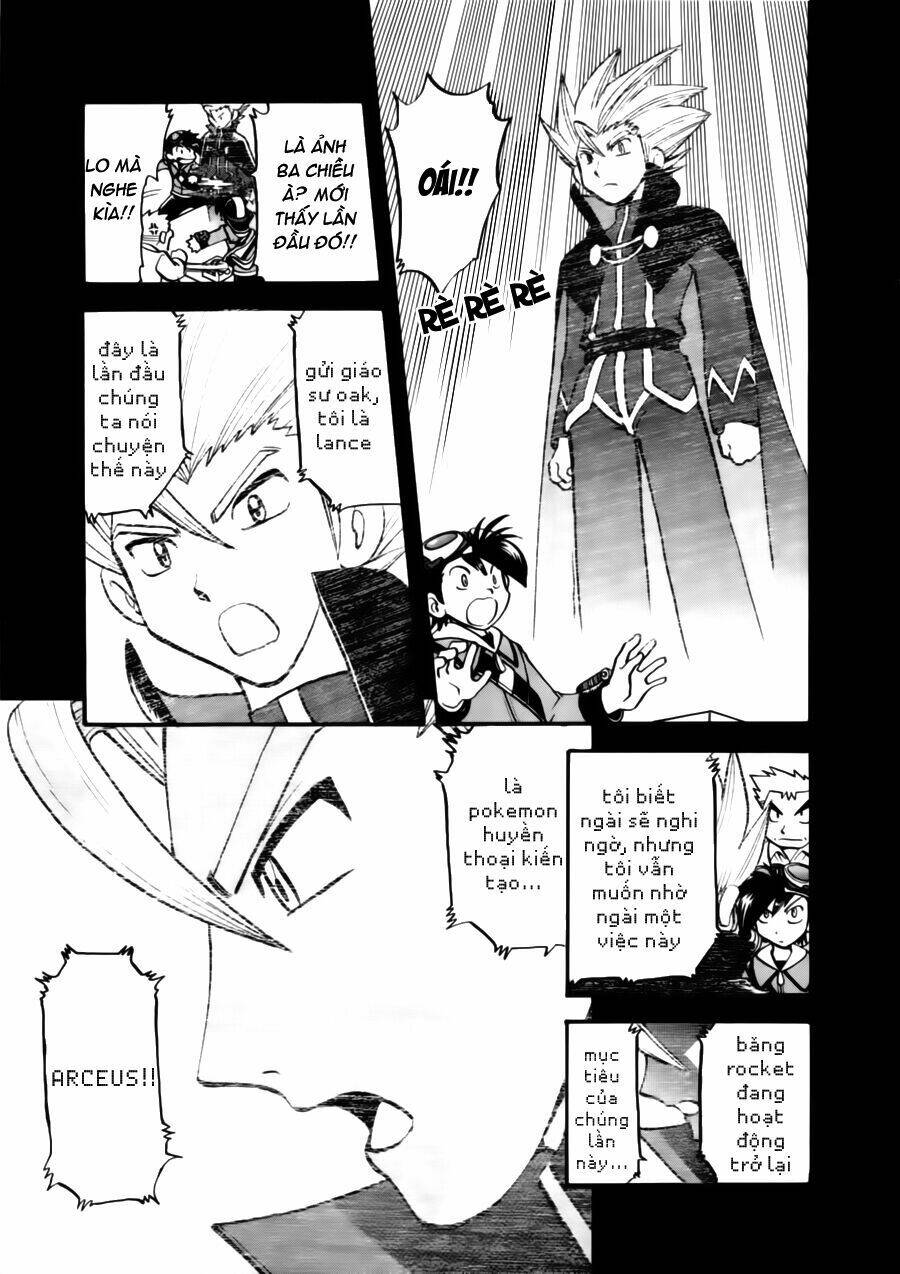 OÁI!!
RÈ RÈ RÈ
LÀ ẢNH
BA CHIỀU
À? MỚI
THẤY LẦN
ĐẦU ĐÓ!!
LO MÀ
NGHE
KÌA!!
gửi giáo
sư oak,
tôi là
lance
đây là
lần đầu
chúng
ta nói
chuyện
thế này
tôi biết
ngài sẽ nghi
ngờ, nhưng
tôi vẫn
muốn nhờ
ngài một
việc này
băng
rocket
đang
hoạt
động
trở lại
mục
tiêu của
chúng
lần
này...
là
pokemon
huyền
thoại kiến
tạo...
ARCEUS!!